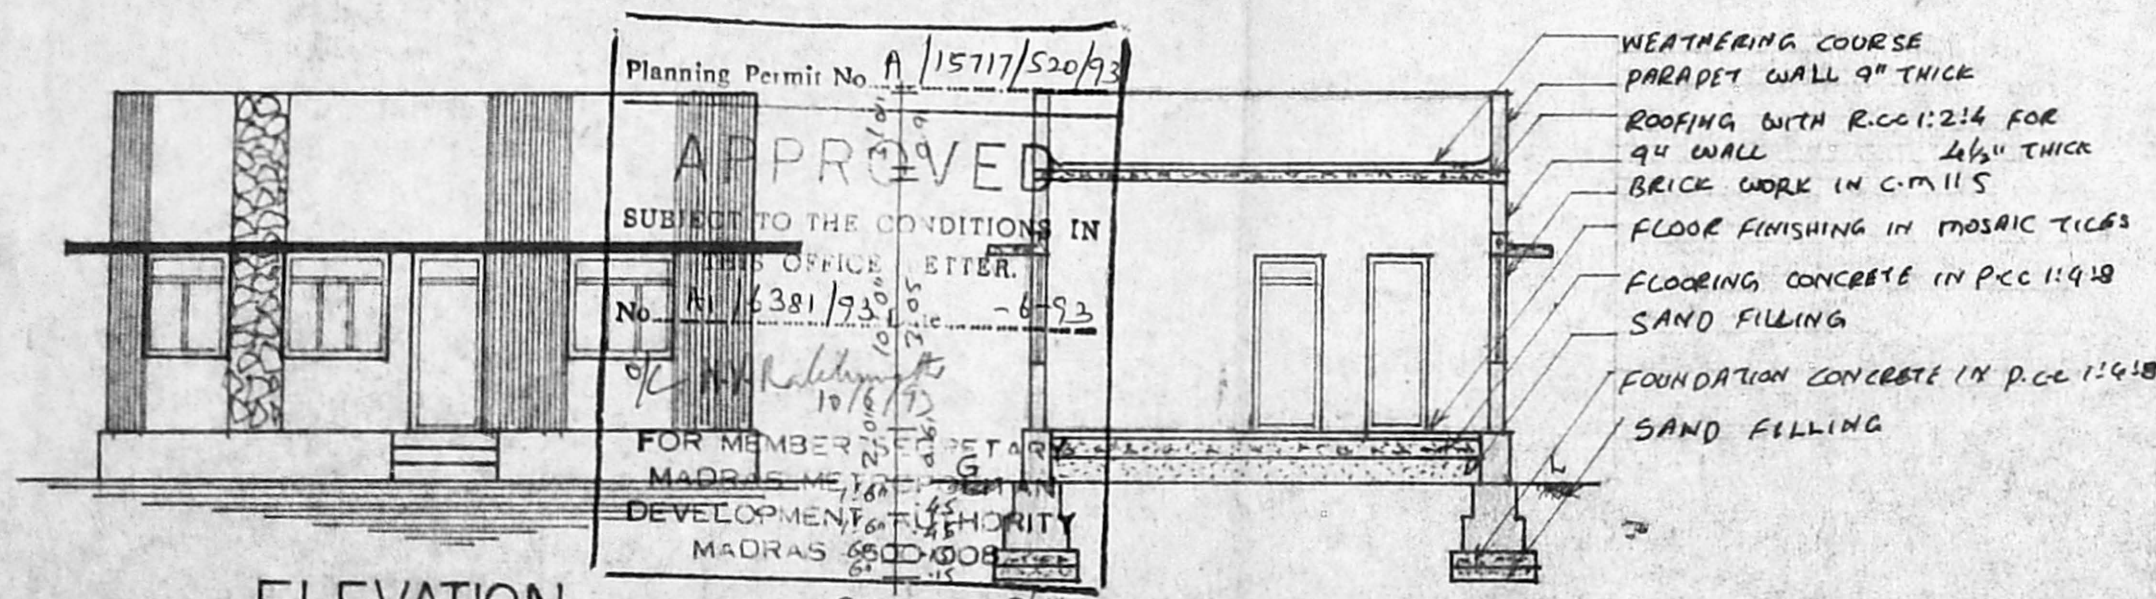 Planning Permit No A/15717/520/93
APPROVED
SUBJECT TO THE CONDITIONS IN
THIS OFFICE LETTER.
No A1/6381/93 -6-93
10/6/93
FOR MEMBER-SECRETARY
MADRAS METROPOLITAN
DEVELOPMENT AUTHORITY
MADRAS 600 008
10'0"
3.05
ELEVATION
WEATHERING COURSE
PARAPET WALL 9" THICK
ROOFING WITH R.C.C 1:2:4 FOR
9" WALL 4½" THICK
BRICK WORK IN C.M 1:5
FLOOR FINISHING IN MOSAIC TILES
FLOORING CONCRETE IN P.C.C 1:4:8
SAND FILLING
FOUNDATION CONCRETE IN P.C.C 1:4:8
SAND FILLING